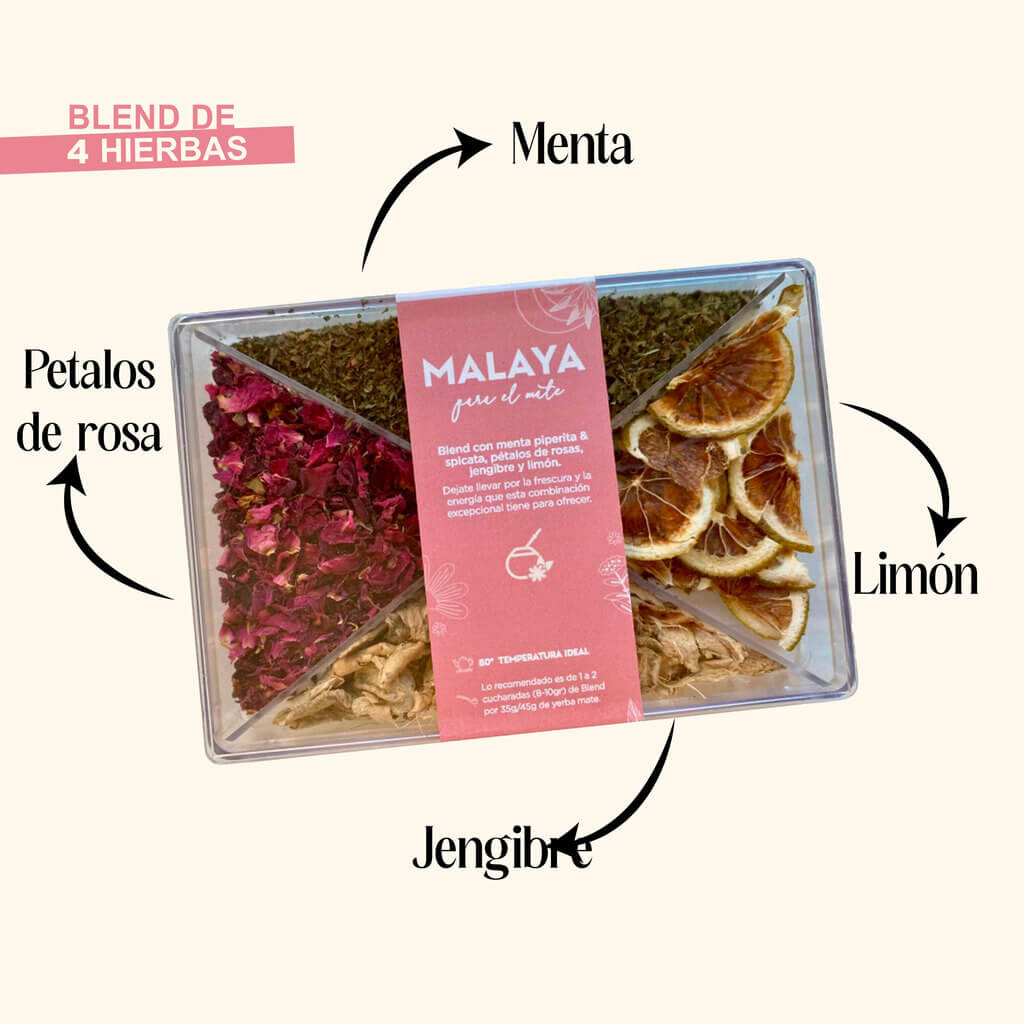 BLEND DE
4 HIERBAS
Menta
Petalos
de rosa
MALAYA
para el mate
Blend con menta piperita &
spicata, pétalos de rosas,
jengibre y limón.
Dejate llevar por la frescura y la
energía que esta combinación
excepcional tiene para ofrecer.
80° TEMPERATURA IDEAL
Lo recomendado es de 1 a 2
cucharadas (8-10gr) de Blend
por 35g/45g de yerba mate.
Limón
Jengibre